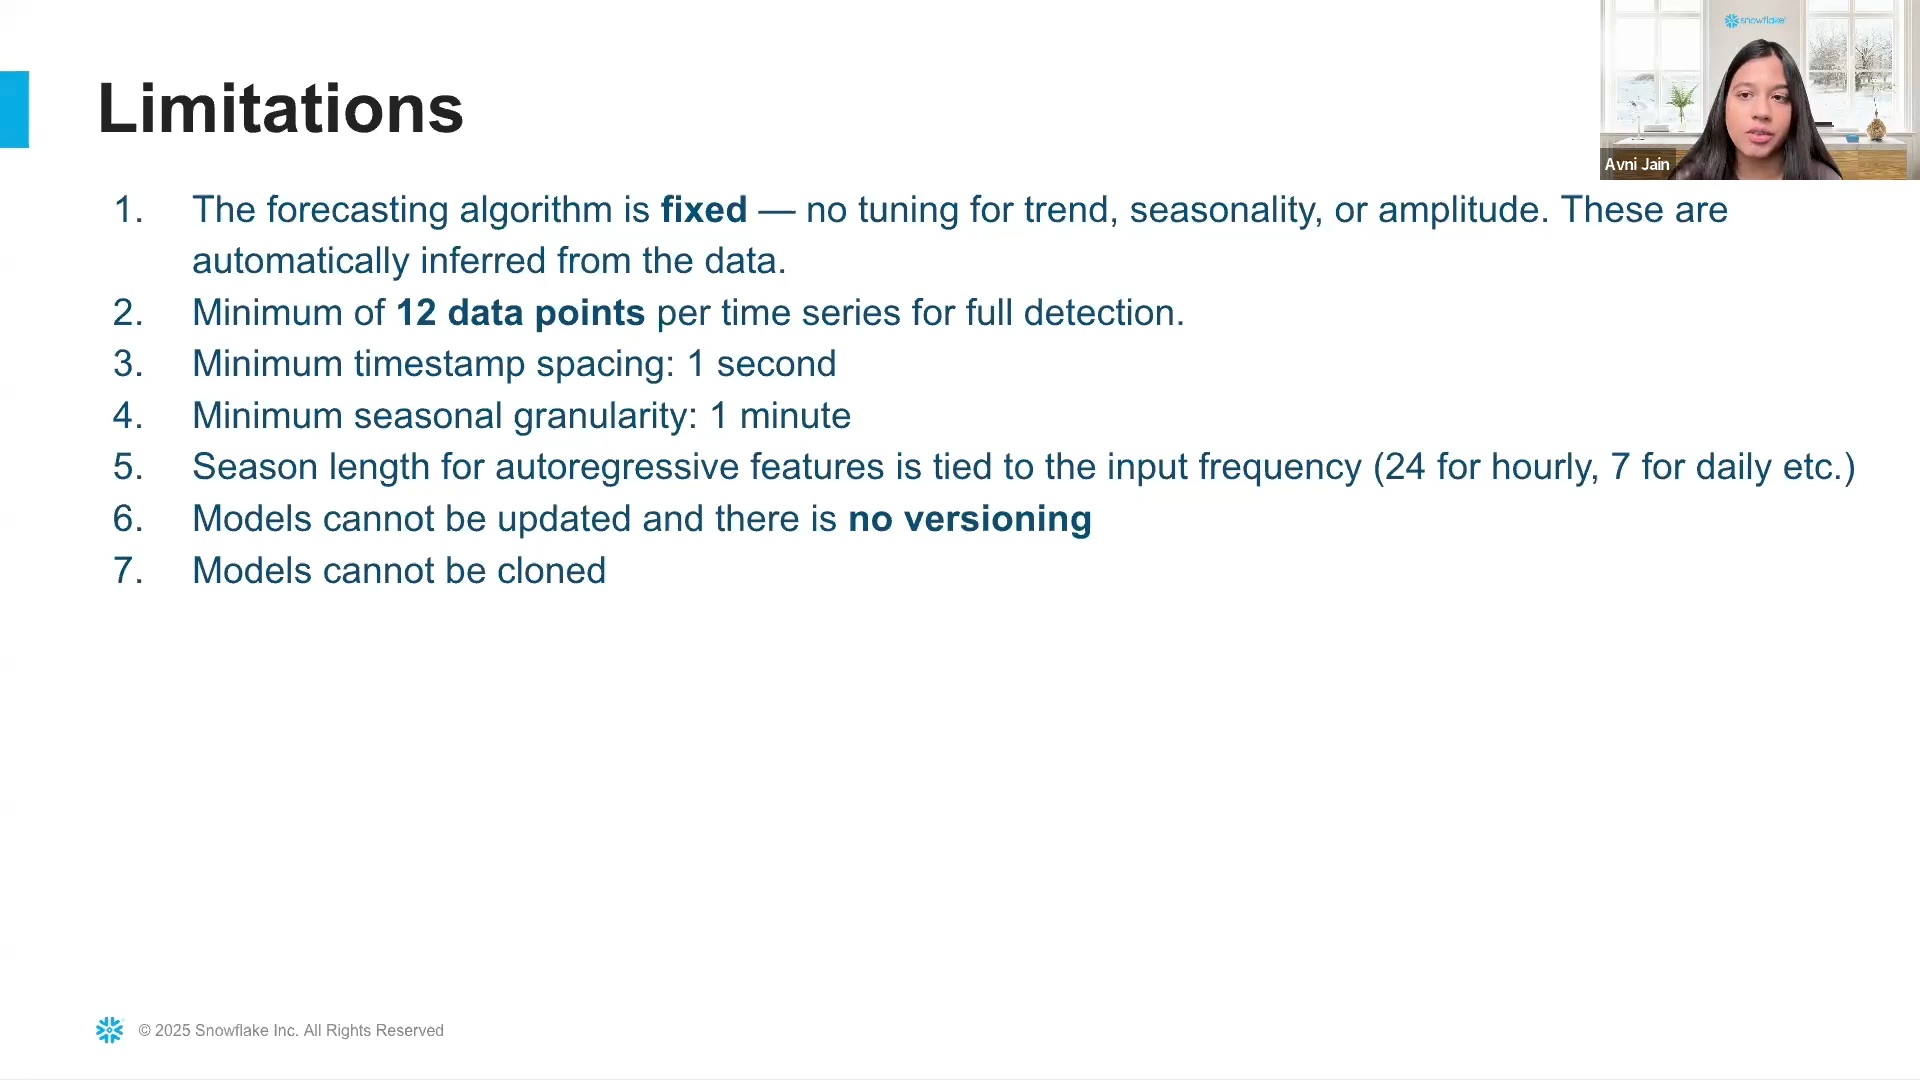 snowflake
Avni Jain
Limitations
1. The forecasting algorithm is fixed — no tuning for trend, seasonality, or amplitude. These are
automatically inferred from the data.
2. Minimum of 12 data points per time series for full detection.
3. Minimum timestamp spacing: 1 second
4. Minimum seasonal granularity: 1 minute
5. Season length for autoregressive features is tied to the input frequency (24 for hourly, 7 for daily etc.)
6. Models cannot be updated and there is no versioning
7. Models cannot be cloned
© 2025 Snowflake Inc. All Rights Reserved